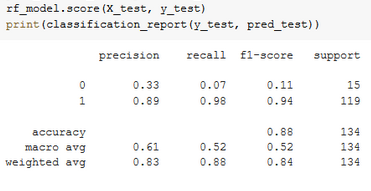 rf_model.score(X_test, y_test)
print(classification_report(y_test, pred_test))
precision recall f1-score support
0 0.33 0.07 0.11 15
1 0.89 0.98 0.94 119
accuracy 0.88 134
macro avg 0.61 0.52 0.52 134
weighted avg 0.83 0.88 0.84 134